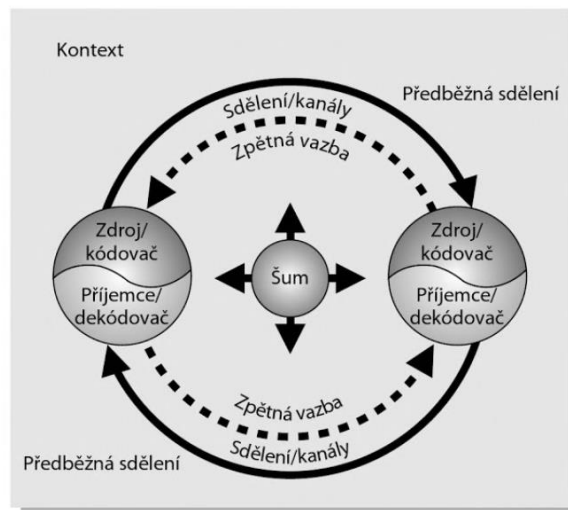 Kontext
Předběžná sdělení
Sdělení/kanály
Zpětná vazba
Zdroj/
kódovač
Příjemce/
dekódovač
Šum
Zdroj/
kódovač
Příjemce/
dekódovač
Zpětná vazba
Sdělení/kanály
Předběžná sdělení